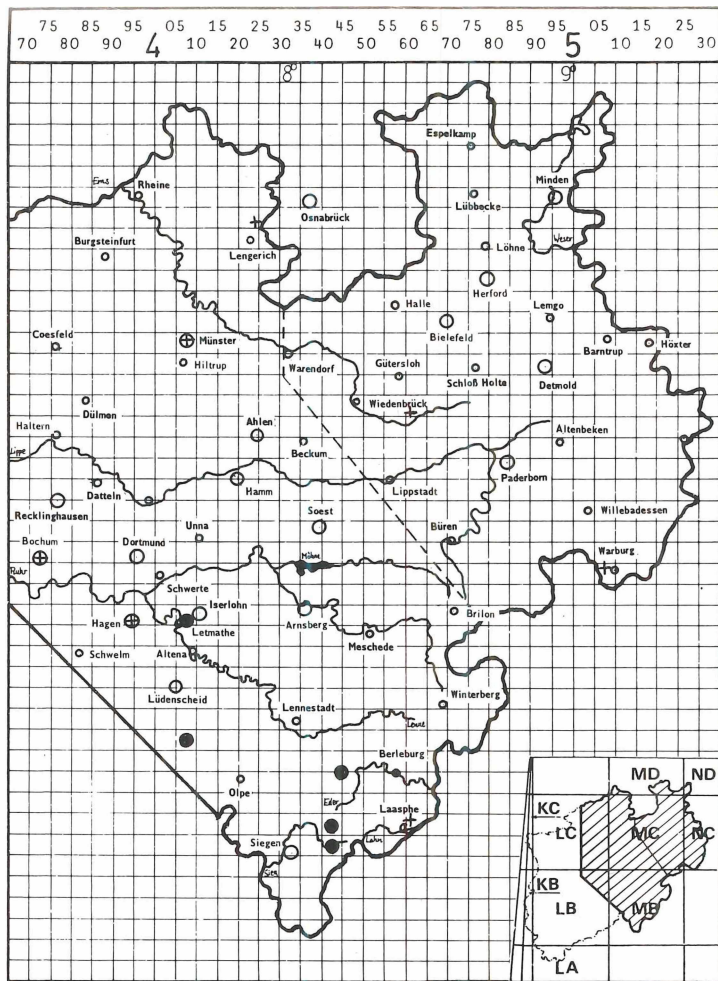 4 5
65 75 85 95 05 15 25 35 45 55 65 75 85 95 05 15 25
70 80 90 10 20 30 40 50 60 70 80 90 10 20 30
8° 9°
Espelkamp
Ems
Rheine
Minden
Osnabrück
Lübbecke
Burgsteinfurt
Lengerich
Löhne
Weser
Herford
Halle
Lemgo
Bielefeld
Coesfeld
Münster
Barntrup
Höxter
Hiltrup
Warendorf
Gütersloh
Schloß Holte
Detmold
Dülmen
Wiedenbrück
Haltern
Ahlen
Beckum
Altenbeken
Lippe
Datteln
Hamm
Lippstadt
Paderborn
Recklinghausen
Soest
Willebadessen
Unna
Büren
Bochum
Dortmund
Möhne
Warburg
Ruhr
Schwerte
Iserlohn
Brilon
Hagen
Letmathe
Arnsberg
Schwelm
Altena
Meschede
Lüdenscheid
Winterberg
Lennestadt
Lenne
Berleburg
Olpe
Eder
Laasphe
Siegen
Lahn
Sieg
MD ND
KC
LC MC NC
KB
LB MB
LA